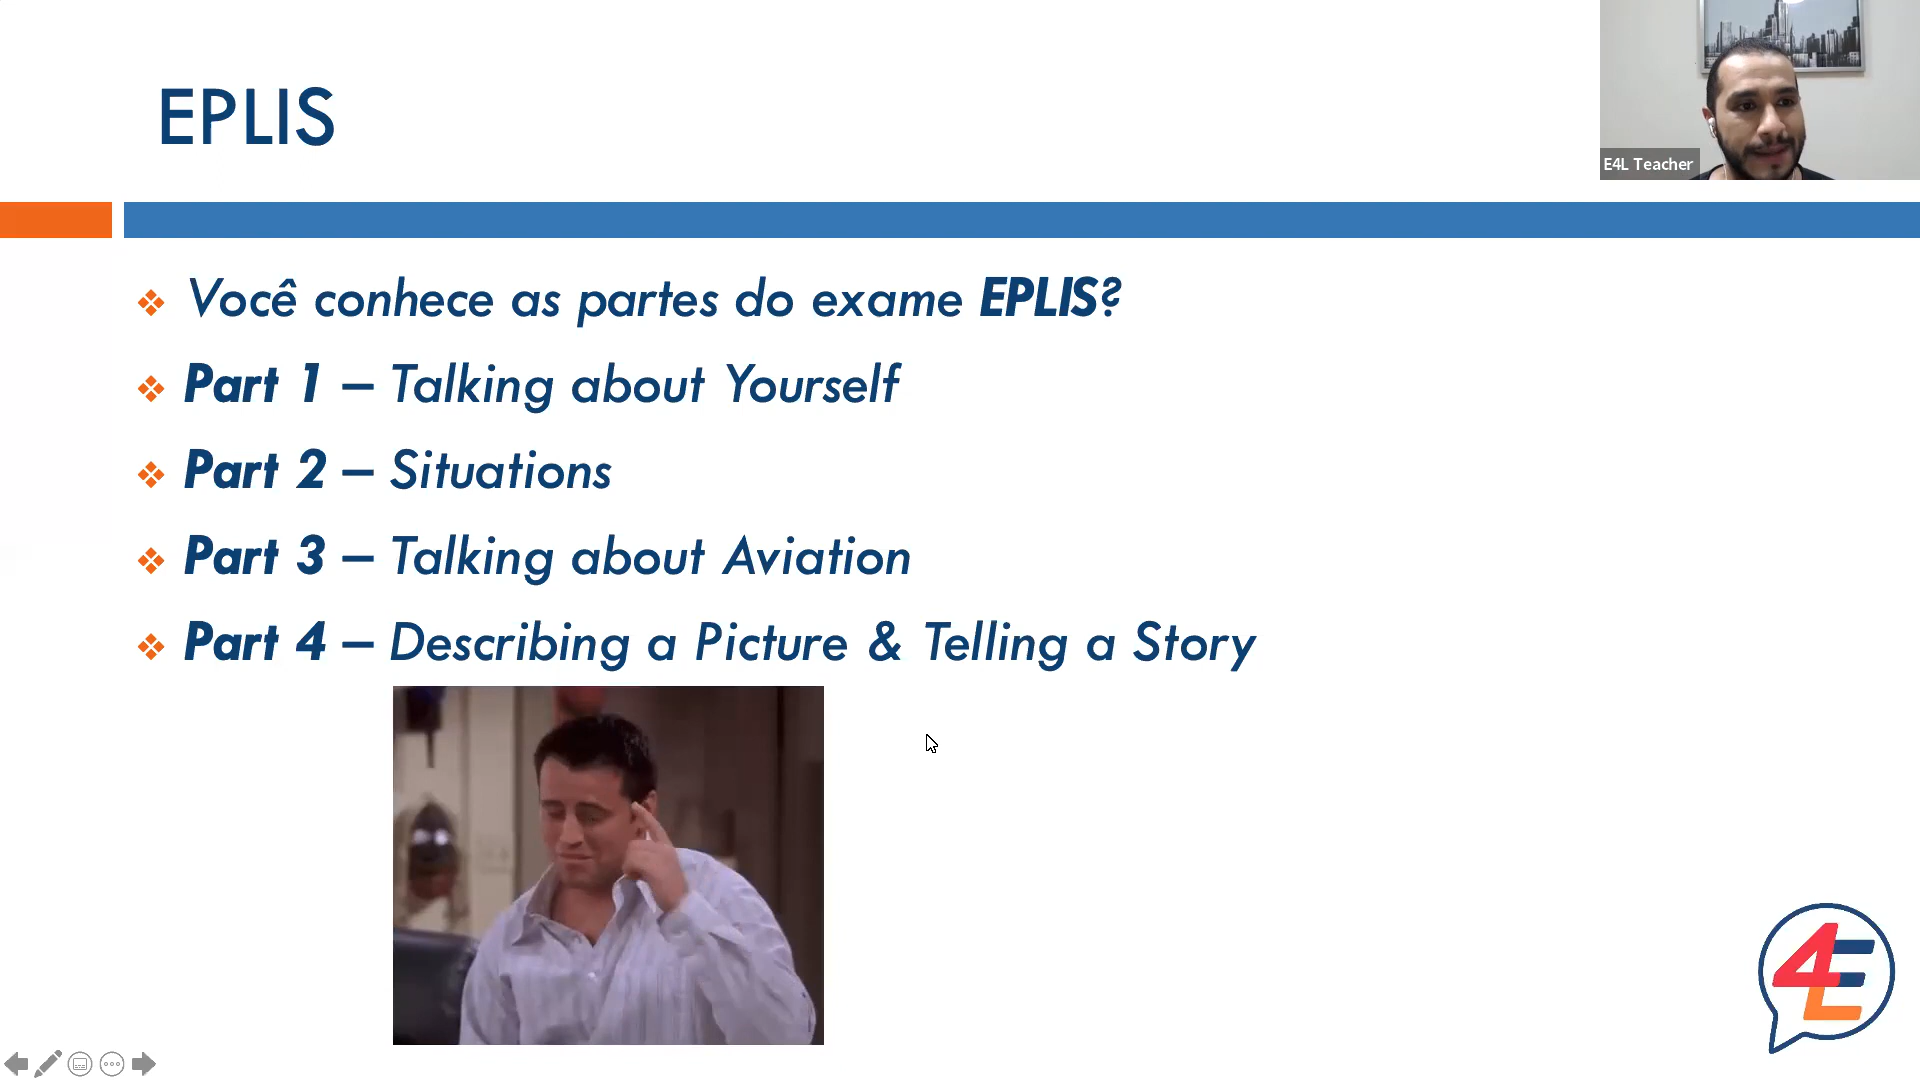 EPLIS
E4L Teacher
Você conhece as partes do exame EPLIS?
Part 1 – Talking about Yourself
Part 2 – Situations
Part 3 – Talking about Aviation
Part 4 – Describing a Picture & Telling a Story
4EL